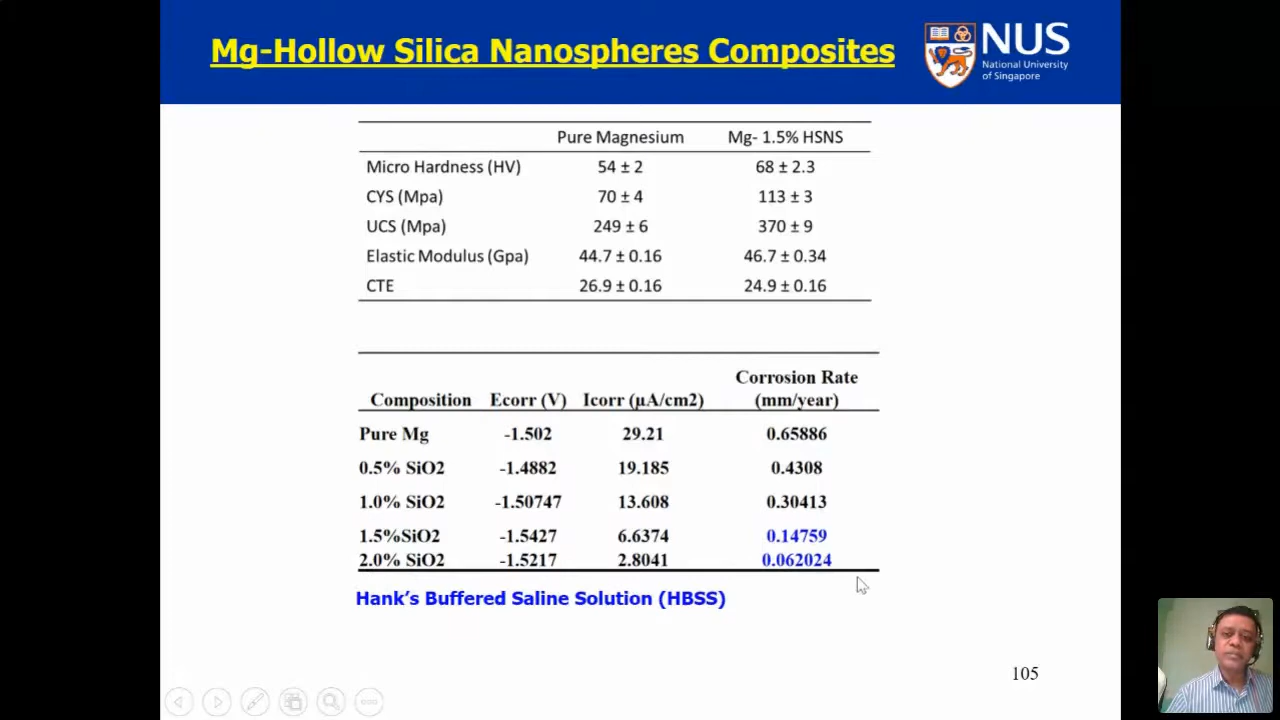 Mg-Hollow Silica Nanospheres Composites
NUS
National University
of Singapore
Pure Magnesium Mg- 1.5% HSNS
Micro Hardness (HV) 54 ± 2 68 ± 2.3
CYS (Mpa) 70 ± 4 113 ± 3
UCS (Mpa) 249 ± 6 370 ± 9
Elastic Modulus (Gpa) 44.7 ± 0.16 46.7 ± 0.34
CTE 26.9 ± 0.16 24.9 ± 0.16
Corrosion Rate
Composition Ecorr (V) Icorr (µA/cm2) (mm/year)
Pure Mg -1.502 29.21 0.65886
0.5% SiO2 -1.4882 19.185 0.4308
1.0% SiO2 -1.50747 13.608 0.30413
1.5%SiO2 -1.5427 6.6374 0.14759
2.0% SiO2 -1.5217 2.8041 0.062024
Hank's Buffered Saline Solution (HBSS)
105